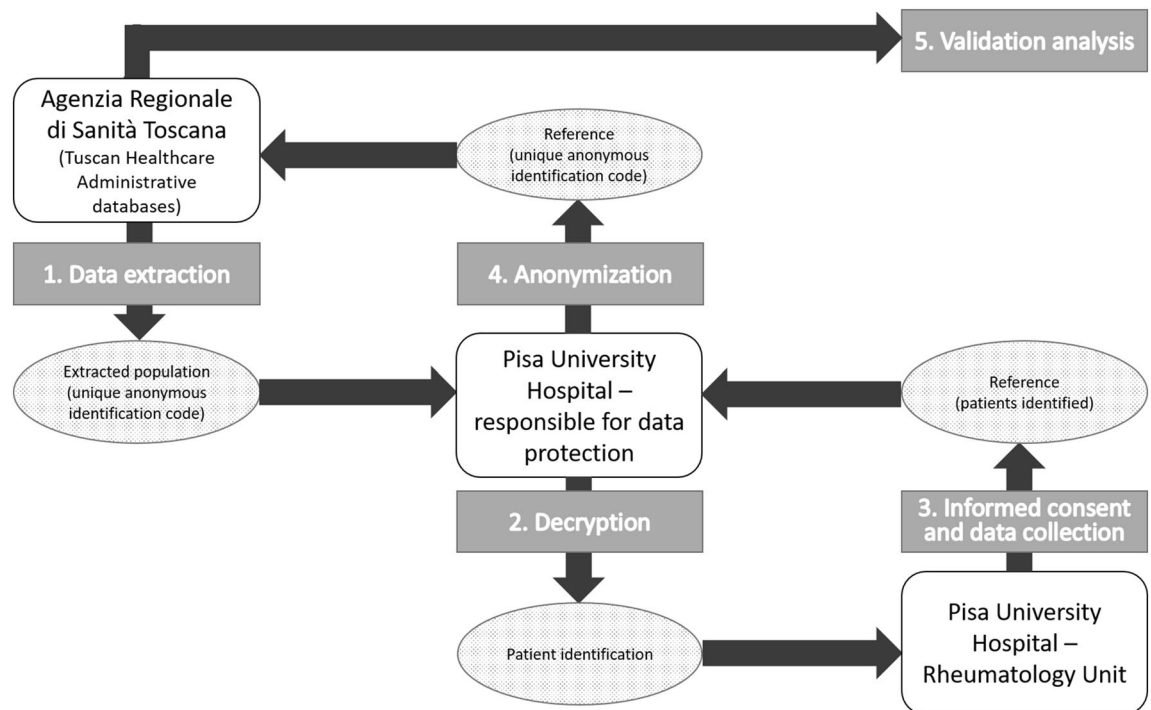 5. Validation analysis
Agenzia Regionale
di Sanità Toscana
(Tuscan Healthcare
Administrative
databases)
Reference
(unique anonymous
identification code)
1. Data extraction
4. Anonymization
Extracted population
(unique anonymous
identification code)
Pisa University
Hospital –
responsible for data
protection
Reference
(patients identified)
2. Decryption
3. Informed consent
and data collection
Patient identification
Pisa University
Hospital –
Rheumatology Unit